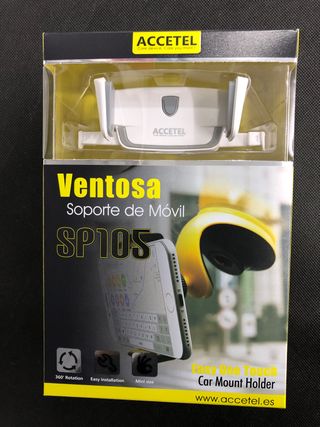 ACCETEL
ACCETEL
Ventosa
Soporte de Móvil
SP105
Easy One Touch
Car Mount Holder
360° Rotation
Easy installation
Mini size
www.accetel.es